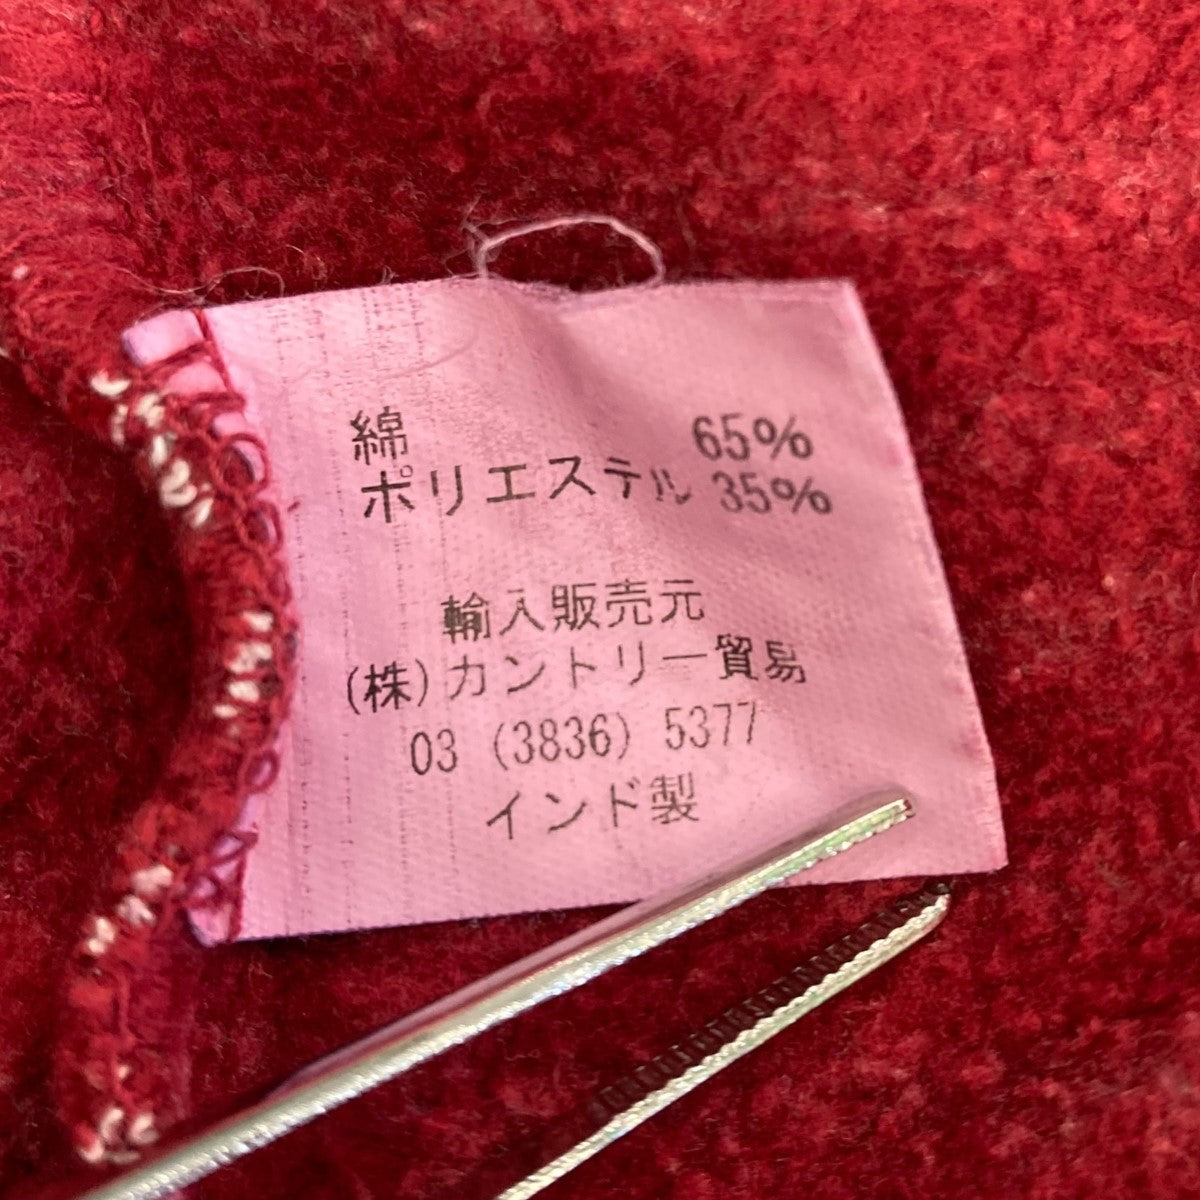 綿 65%
ポリエステル 35%
輸入販売元
(株)カントリー貿易
03 (3836) 5377
インド製